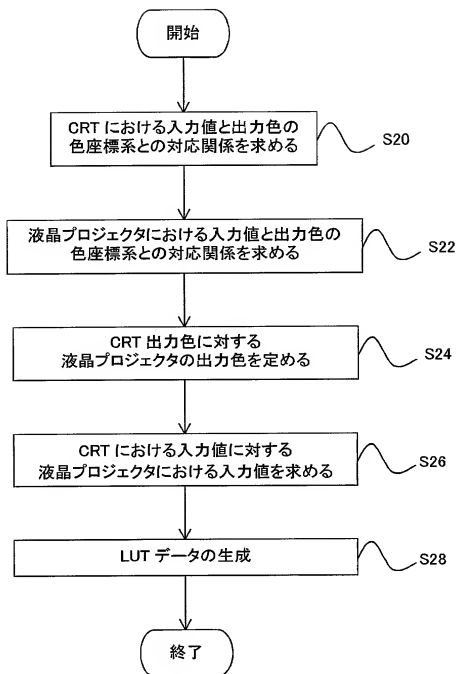 開始
CRT における入力値と出力色の
色座標系との対応関係を求める
S20
液晶プロジェクタにおける入力値と出力色の
色座標系との対応関係を求める
S22
CRT 出力色に対する
液晶プロジェクタの出力色を定める
S24
CRT における入力値に対する
液晶プロジェクタにおける入力値を求める
S26
LUT データの生成
S28
終了